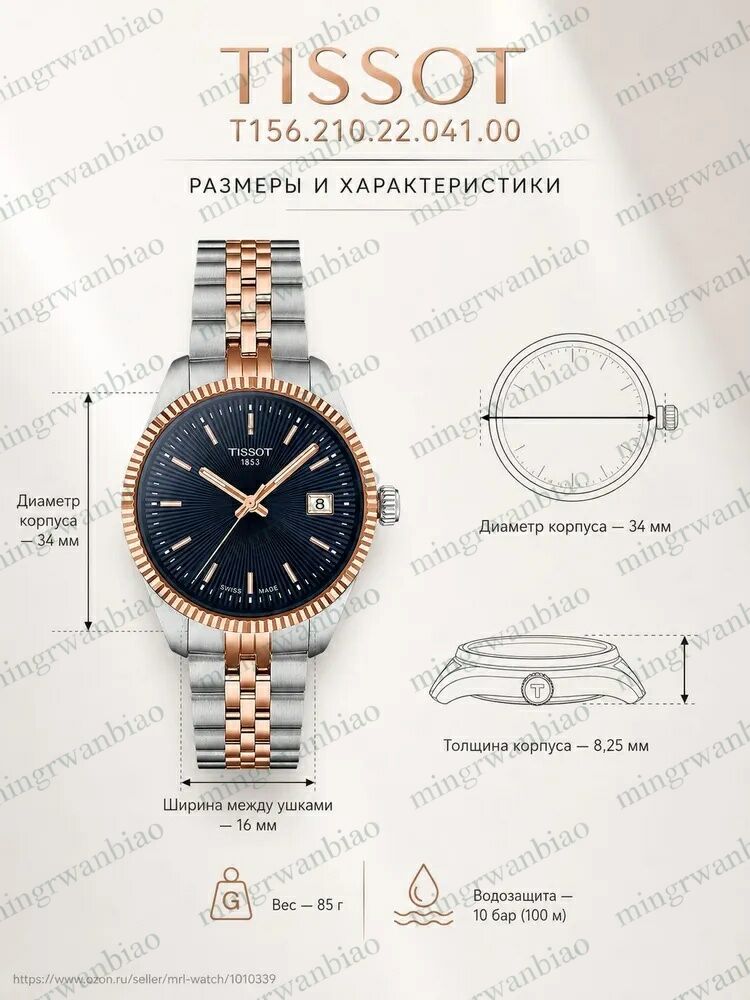 TISSOT
T156.210.22.041.00
РАЗМЕРЫ И ХАРАКТЕРИСТИКИ
TISSOT
1853
8
SWISS MADE
Диаметр
корпуса
— 34 мм
Диаметр корпуса — 34 мм
T
Толщина корпуса — 8,25 мм
Ширина между ушками
— 16 мм
G
Вес — 85 г
Водозащита —
10 бар (100 м)
https://www.ozon.ru/seller/mrl-watch/1010339
mingrwanbiao